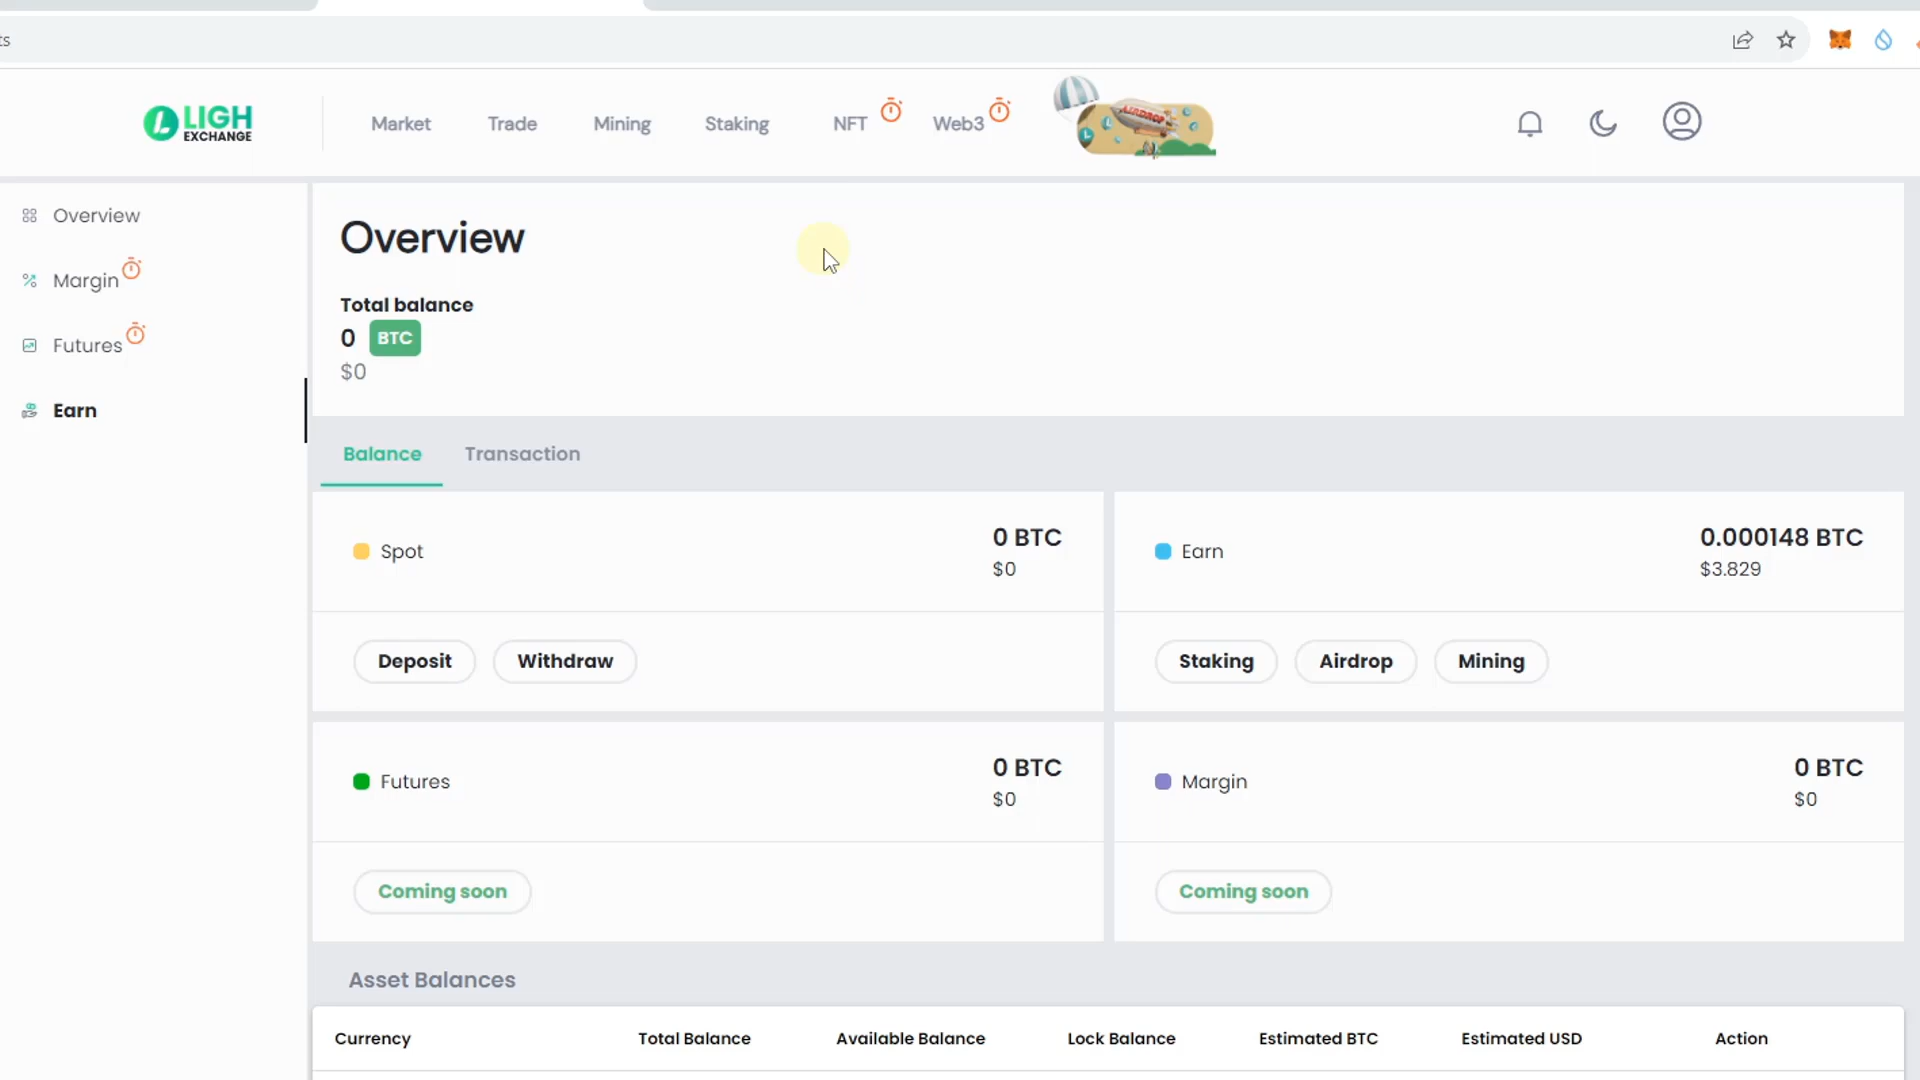 ts
LIGH
EXCHANGE
Market
Trade
Mining
Staking
NFT
Web3
AIRDROP
Overview
Margin
Futures
Earn
Overview
Total balance
0 BTC
$0
Balance
Transaction
Spot
0 BTC
$0
Deposit
Withdraw
Earn
0.000148 BTC
$3.829
Staking
Airdrop
Mining
Futures
0 BTC
$0
Coming soon
Margin
0 BTC
$0
Coming soon
Asset Balances
Currency
Total Balance
Available Balance
Lock Balance
Estimated BTC
Estimated USD
Action